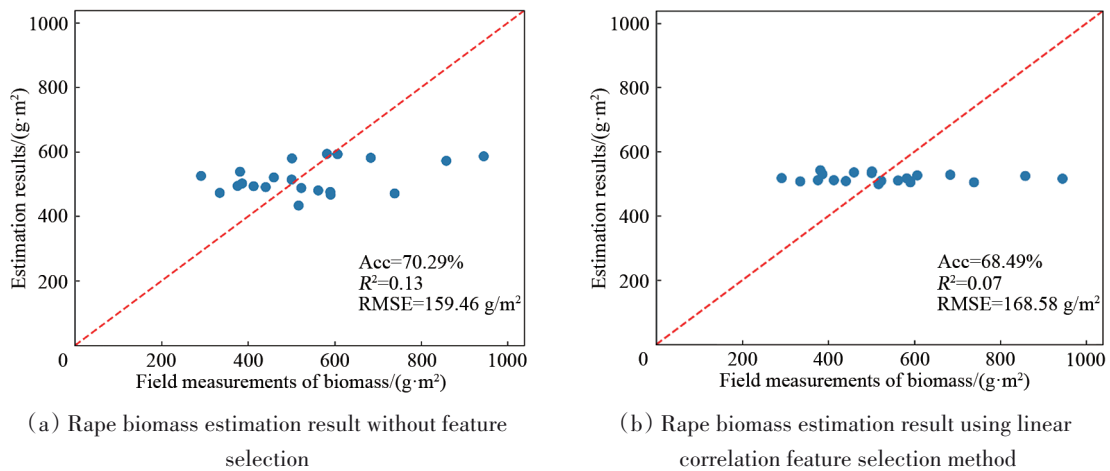 1000
800
600
400
200
0
200
400
600
800
1000
Estimation results/(g·m²)
Field measurements of biomass/(g·m²)
Acc=70.29%
R²=0.13
RMSE=159.46 g/m²
(a) Rape biomass estimation result without feature
selection
1000
800
600
400
200
0
200
400
600
800
1000
Estimation results/(g·m²)
Field measurements of biomass/(g·m²)
Acc=68.49%
R²=0.07
RMSE=168.58 g/m²
(b) Rape biomass estimation result using linear
correlation feature selection method